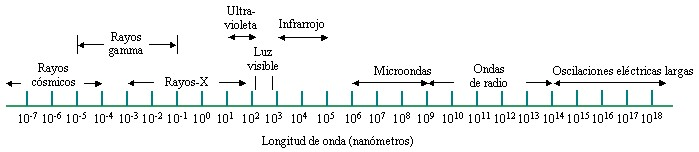 Ultra-
violeta
Infrarrojo
Rayos
gamma
Luz
visible
Rayos
cósmicos
Rayos-X
Microondas
Ondas
de radio
Oscilaciones eléctricas largas
10⁻⁷ 10⁻⁶ 10⁻⁵ 10⁻⁴ 10⁻³ 10⁻² 10⁻¹ 10⁰ 10¹ 10² 10³ 10⁴ 10⁵ 10⁶ 10⁷ 10⁸ 10⁹ 10¹⁰ 10¹¹ 10¹² 10¹³ 10¹⁴ 10¹⁵ 10¹⁶ 10¹⁷ 10¹⁸
Longitud de onda (nanómetros)